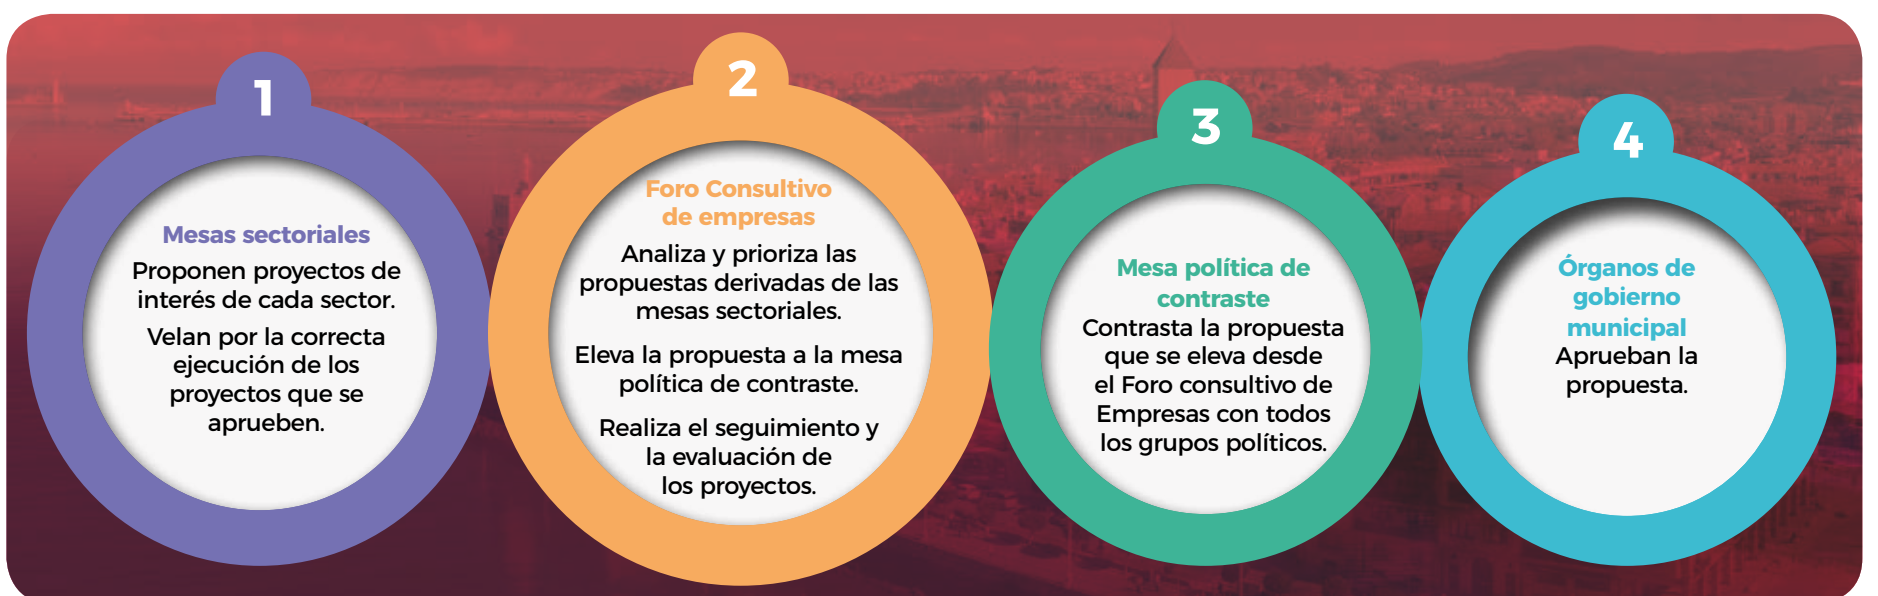 1
Mesas sectoriales
Proponen proyectos de
interés de cada sector.
Velan por la correcta
ejecución de los
proyectos que se
aprueben.
2
Foro Consultivo
de empresas
Analiza y prioriza las
propuestas derivadas de las
mesas sectoriales.
Eleva la propuesta a la mesa
política de contraste.
Realiza el seguimiento y
la evaluación de
los proyectos.
3
Mesa política de
contraste
Contrasta la propuesta
que se eleva desde
el Foro consultivo de
Empresas con todos
los grupos políticos.
4
Órganos de
gobierno
municipal
Aprueban la
propuesta.